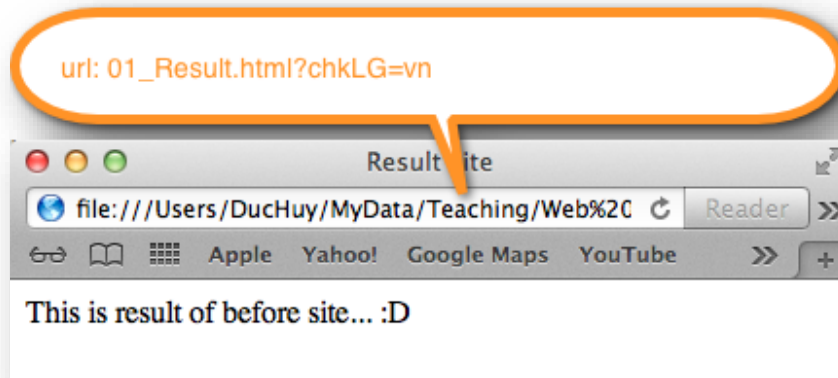 url: 01_Result.html?chkLG=vn
Result Site
file:///Users/DucHuy/MyData/Teaching/Web%20 Reader
Apple Yahoo! Google Maps YouTube
This is result of before site... :D